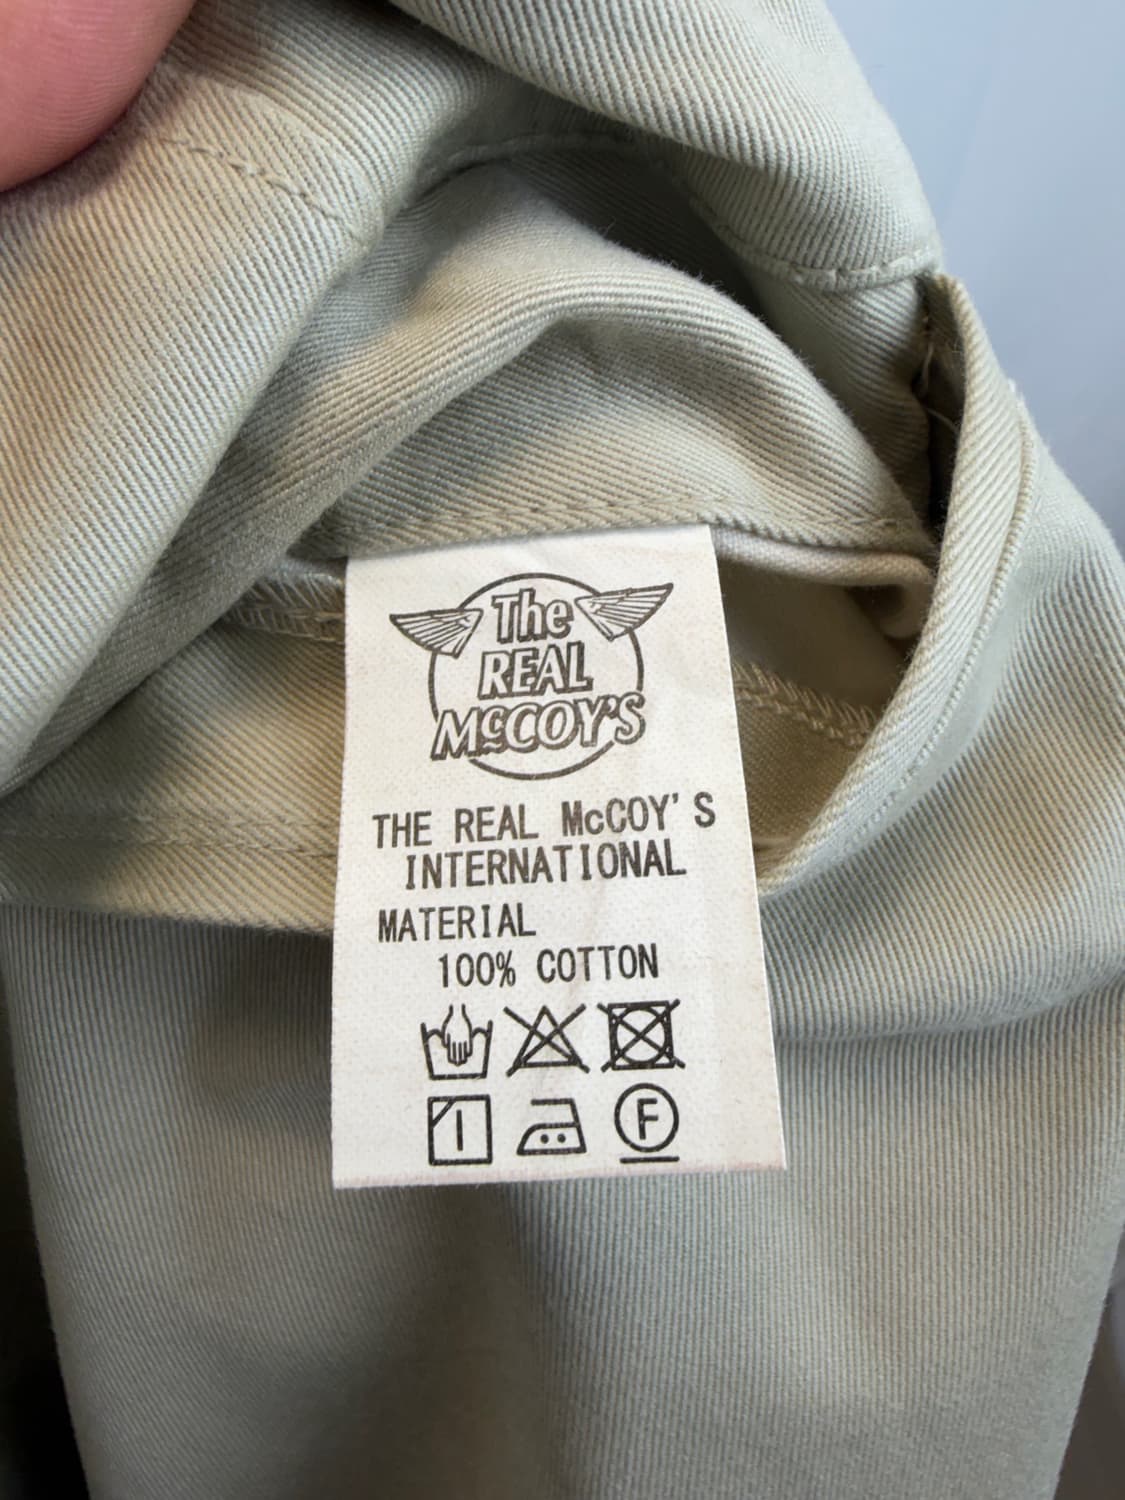 The
REAL
McCOY'S
THE REAL McCOY'S
INTERNATIONAL
MATERIAL
100% COTTON
F